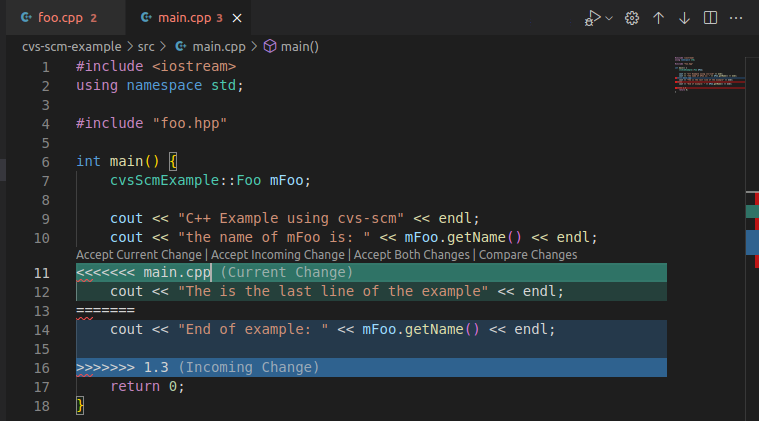 foo.cpp 2 main.cpp 3
cvs-scm-example > src > main.cpp > main()
1 #include <iostream>
2 using namespace std;
3
4 #include "foo.hpp"
5
6 int main() {
7 cvsScmExample::Foo mFoo;
8
9 cout << "C++ Example using cvs-scm" << endl;
10 cout << "the name of mFoo is: " << mFoo.getName() << endl;
Accept Current Change | Accept Incoming Change | Accept Both Changes | Compare Changes
11 <<<<<<< main.cpp (Current Change)
12 cout << "The is the last line of the example" << endl;
13 =======
14 cout << "End of example: " << mFoo.getName() << endl;
15
16 >>>>>>> 1.3 (Incoming Change)
17 return 0;
18 }